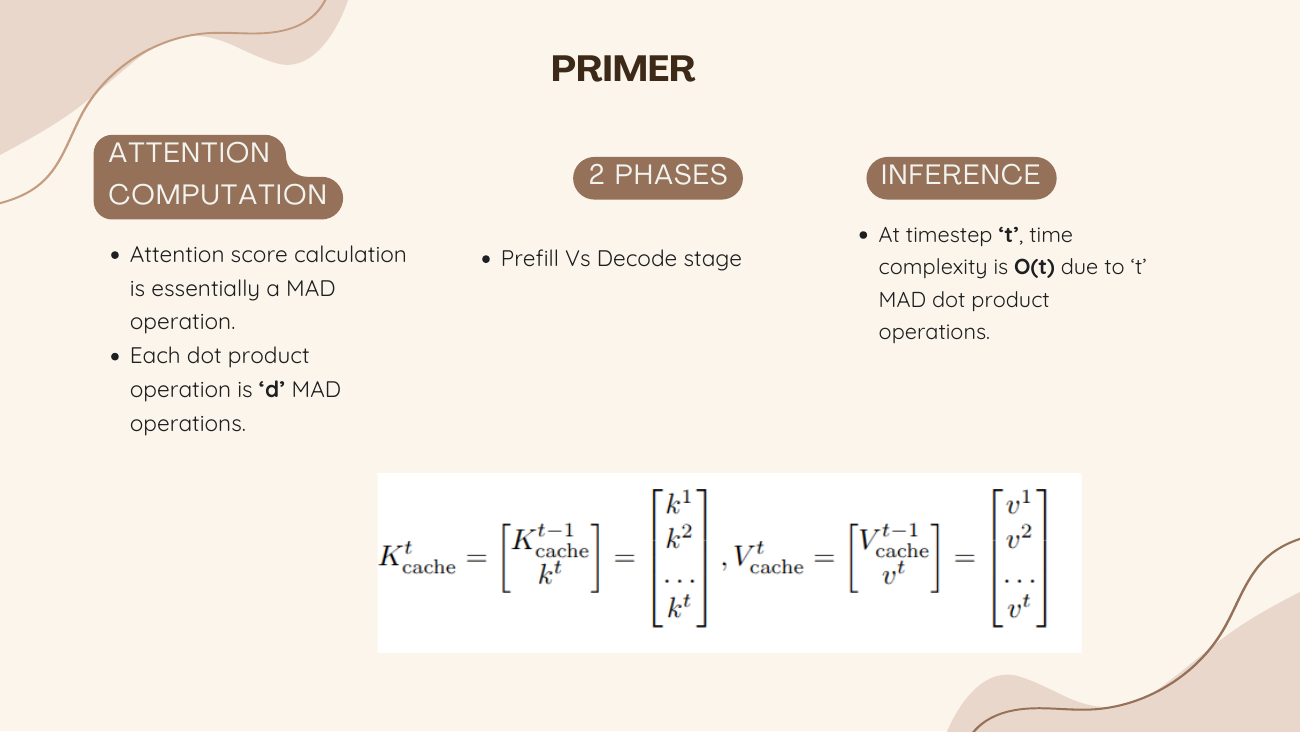 PRIMER
ATTENTION
COMPUTATION
• Attention score calculation
is essentially a MAD
operation.
• Each dot product
operation is ‘d’ MAD
operations.
2 PHASES
• Prefill Vs Decode stage
INFERENCE
• At timestep ‘t’, time
complexity is O(t) due to ‘t’
MAD dot product
operations.
K^t_cache = [K^{t-1}_cache ; k^t] = [k^1 ; k^2 ; ... ; k^t] , V^t_cache = [V^{t-1}_cache ; v^t] = [v^1 ; v^2 ; ... ; v^t]